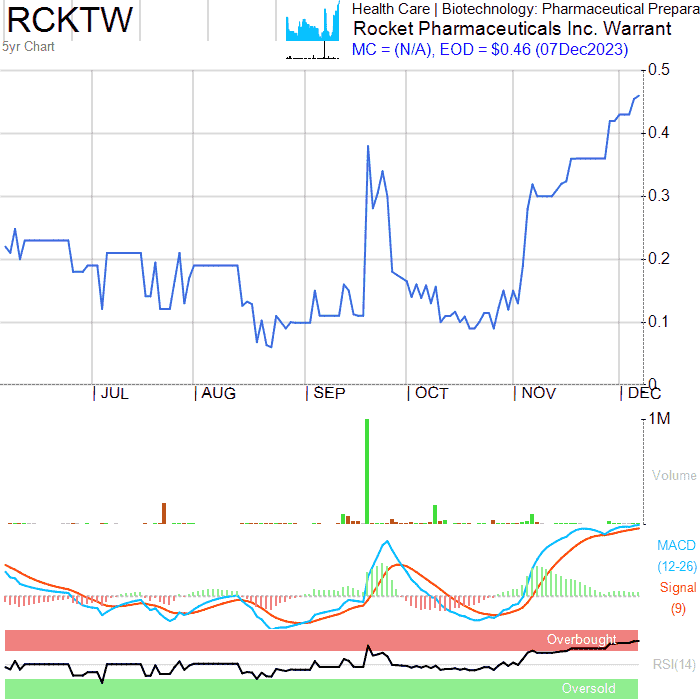 RCKTW
5yr Chart
Health Care | Biotechnology: Pharmaceutical Prepara
Rocket Pharmaceuticals Inc. Warrant
MC = (N/A), EOD = $0.46 (07Dec2023)
0.5
0.4
0.3
0.2
0.1
0
JUL
AUG
SEP
OCT
NOV
DEC
1M
Volume
MACD
(12-26)
Signal
(9)
Overbought
RSI(14)
Oversold